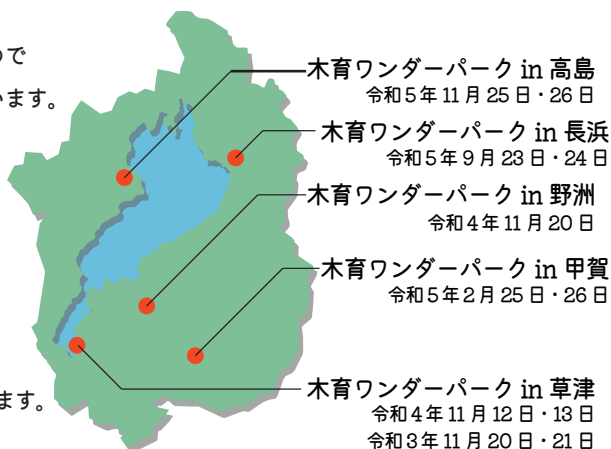 ので
います。
木育ワンダーパーク in 高島
令和5年11月25日・26日
木育ワンダーパーク in 長浜
令和5年9月23日・24日
木育ワンダーパーク in 野洲
令和4年11月20日
木育ワンダーパーク in 甲賀
令和5年2月25日・26日
ます。
木育ワンダーパーク in 草津
令和4年11月12日・13日
令和3年11月20日・21日